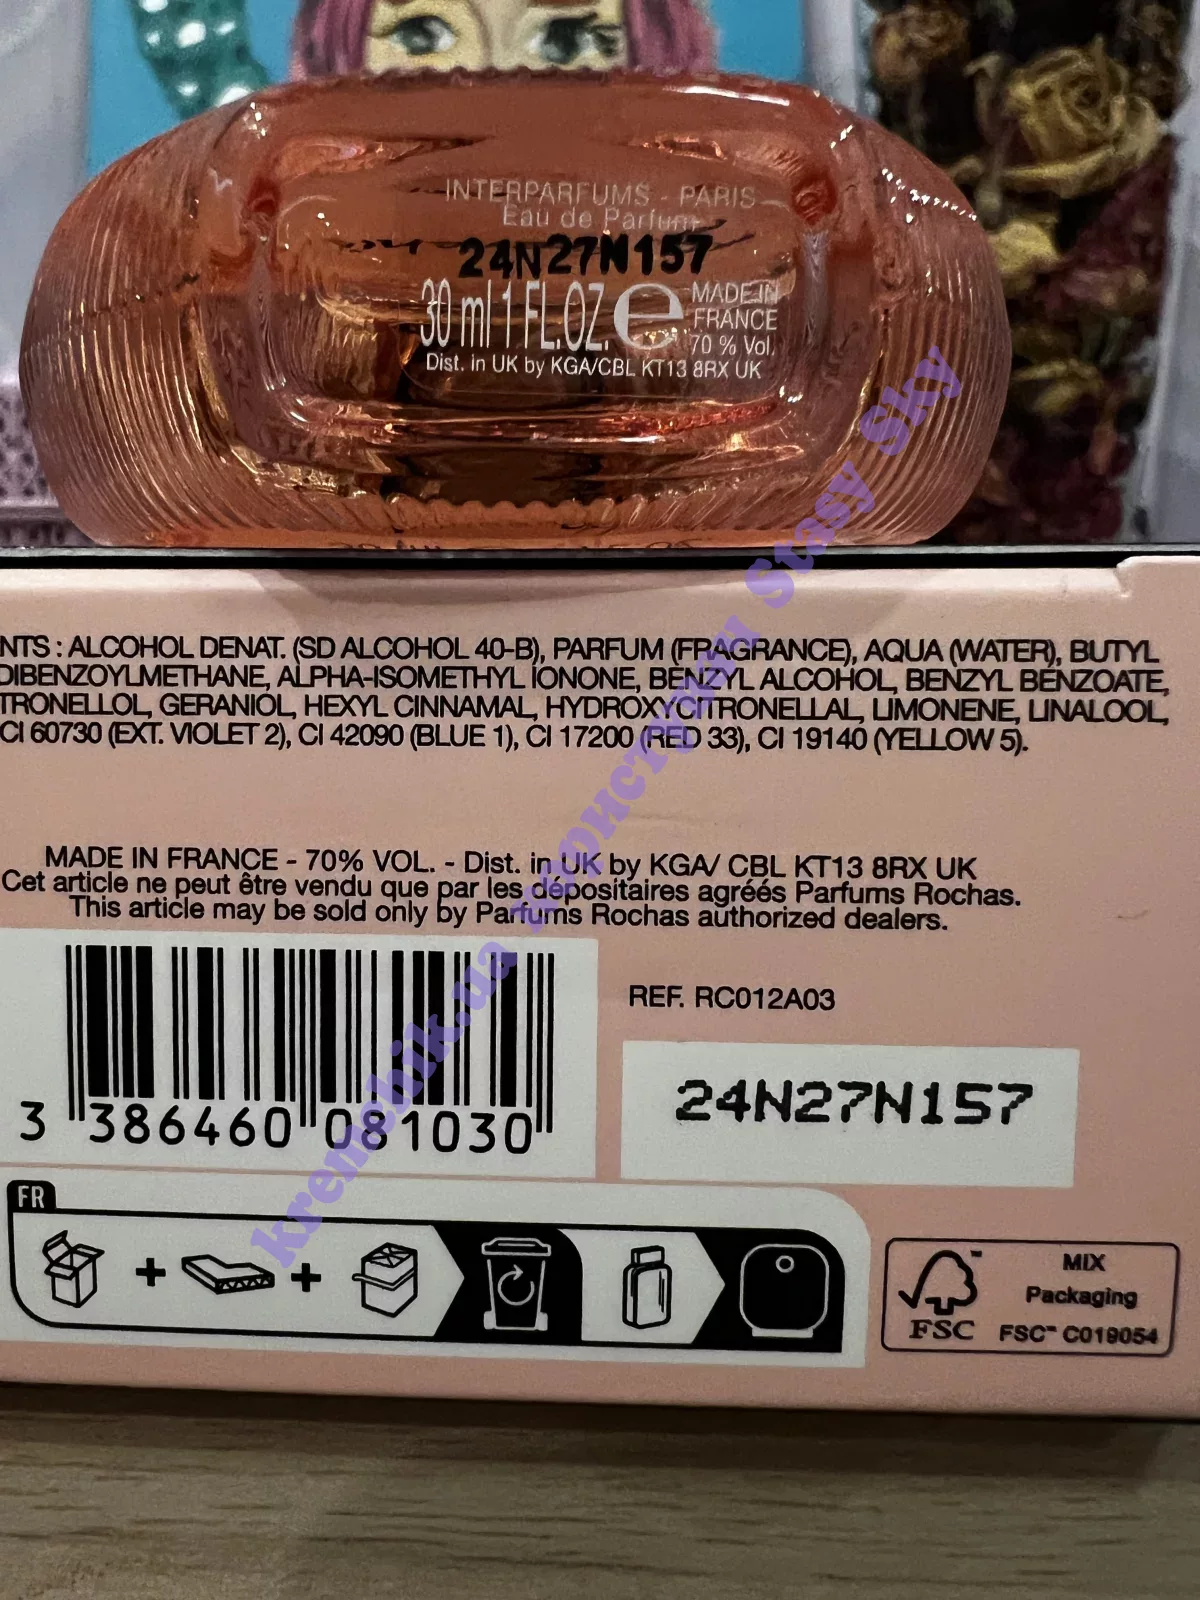 INTERPARFUMS - PARIS
Eau de Parfum
24N27N157
30 ml 1 FL.OZ. e
MADE IN
FRANCE
70 % Vol.
Dist. in UK by KGA/CBL KT13 8RX UK
NTS : ALCOHOL DENAT. (SD ALCOHOL 40-B), PARFUM (FRAGRANCE), AQUA (WATER), BUTYL
DIBENZOYLMETHANE, ALPHA-ISOMETHYL IONONE, BENZYL ALCOHOL, BENZYL BENZOATE,
TRONELLOL, GERANIOL, HEXYL CINNAMAL, HYDROXYCITRONELLAL, LIMONENE, LINALOOL,
CI 60730 (EXT. VIOLET 2), CI 42090 (BLUE 1), CI 17200 (RED 33), CI 19140 (YELLOW 5).
MADE IN FRANCE - 70% VOL. - Dist. in UK by KGA/ CBL KT13 8RX UK
Cet article ne peut être vendu que par les dépositaires agréés Parfums Rochas.
This article may be sold only by Parfums Rochas authorized dealers.
3 386460 081030
REF. RC012A03
24N27N157
FR
FSC™
MIX
Packaging
FSC™ C019054
kremchik.ua користувач Stasy Sky